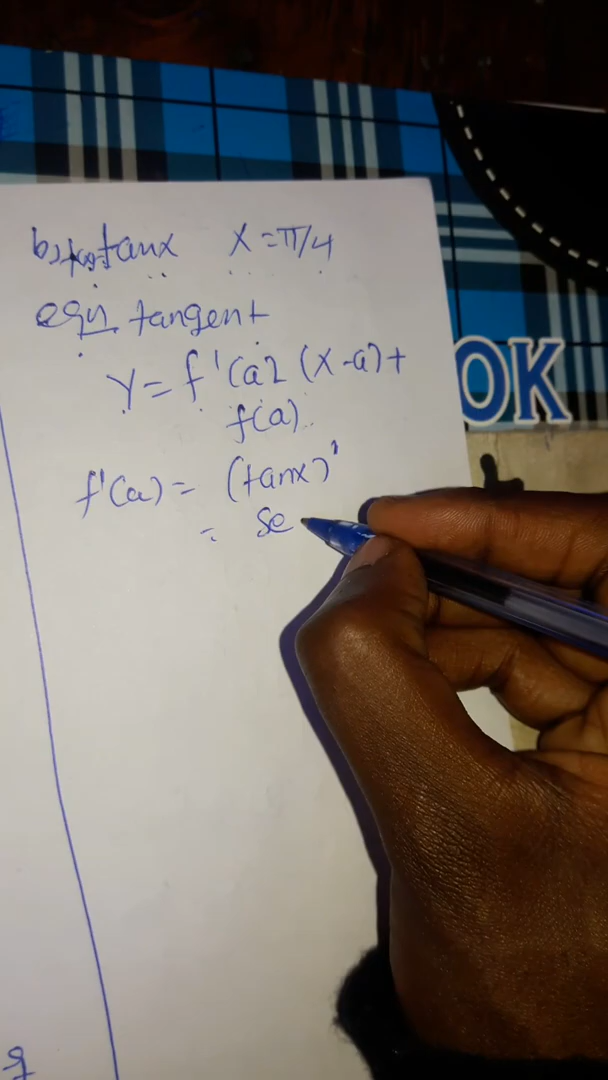 b) tanx x = π/4
eqn tangent
y = f'(a) (x-a) +
f(a)
f'(a) = (tanx)'
= se
OK